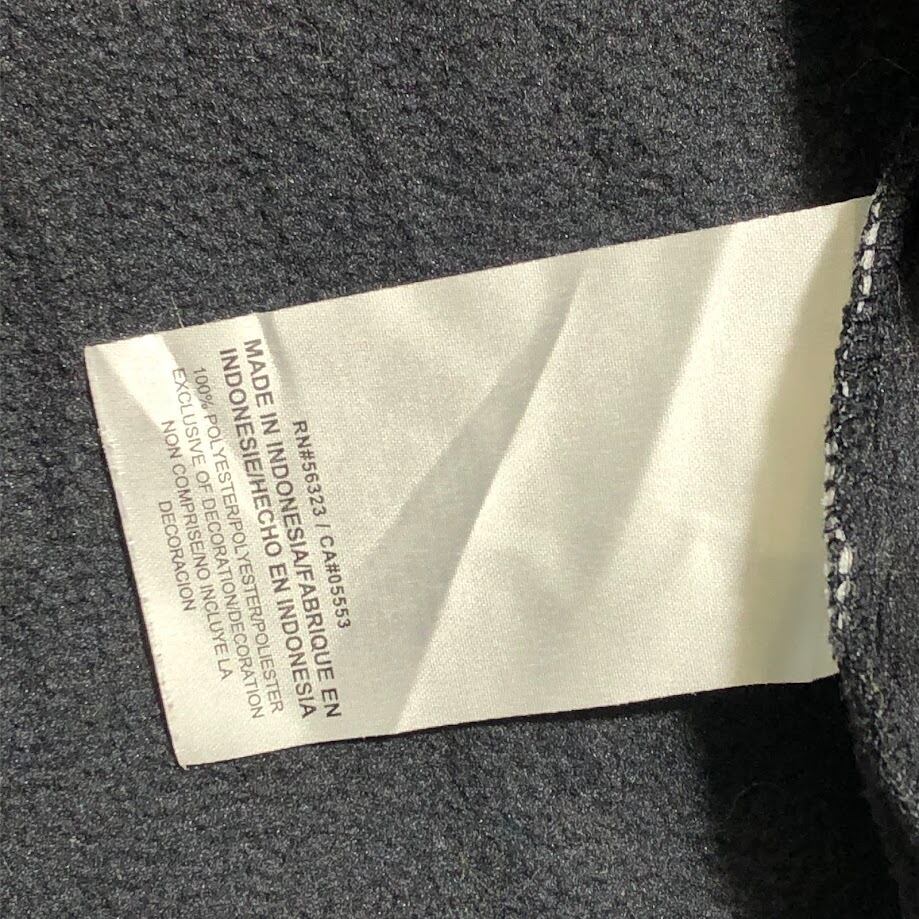 RN#56323 / CA#05553
MADE IN INDONESIA/FABRIQUE EN
INDONESIE/HECHO EN INDONESIA
100% POLYESTER/POLYESTER/POLIESTER
EXCLUSIVE OF DECORATION/DECORATION
NON COMPRISE/NO INCLUYE LA
DECORACION